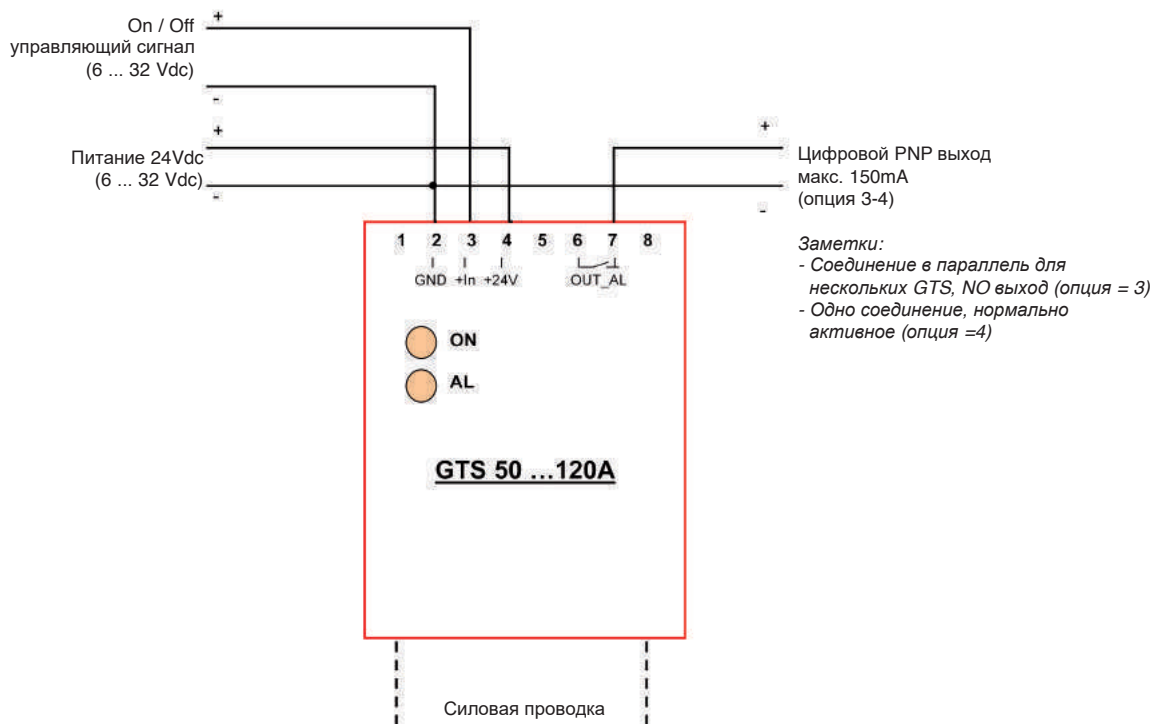 On / Off
управляющий сигнал
(6 ... 32 Vdc)
+
-
Питание 24Vdc
(6 ... 32 Vdc)
+
-
+
-
Цифровой PNP выход
макс. 150mA
(опция 3-4)
Заметки:
- Соединение в параллель для
нескольких GTS, NO выход (опция = 3)
- Одно соединение, нормально
активное (опция =4)
1 2 3 4 5 6 7 8
GND +In +24V OUT_AL
ON
AL
GTS 50 ...120A
Силовая проводка